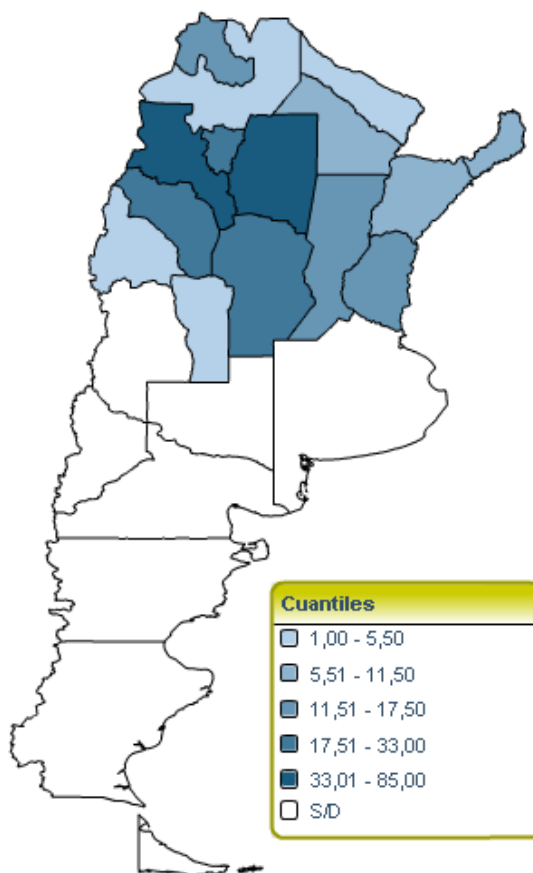 Cuantiles
1,00 - 5,50
5,51 - 11,50
11,51 - 17,50
17,51 - 33,00
33,01 - 85,00
S/D